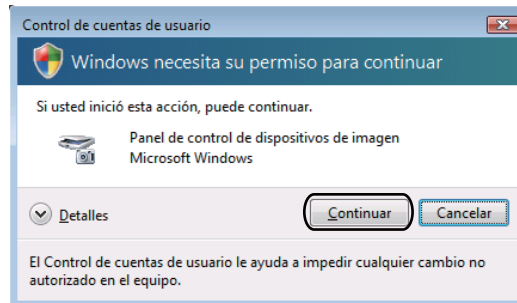 Control de cuentas de usuario
Windows necesita su permiso para continuar
Si usted inició esta acción, puede continuar.
Panel de control de dispositivos de imagen
Microsoft Windows
Detalles
Continuar
Cancelar
El Control de cuentas de usuario le ayuda a impedir cualquier cambio no
autorizado en el equipo.